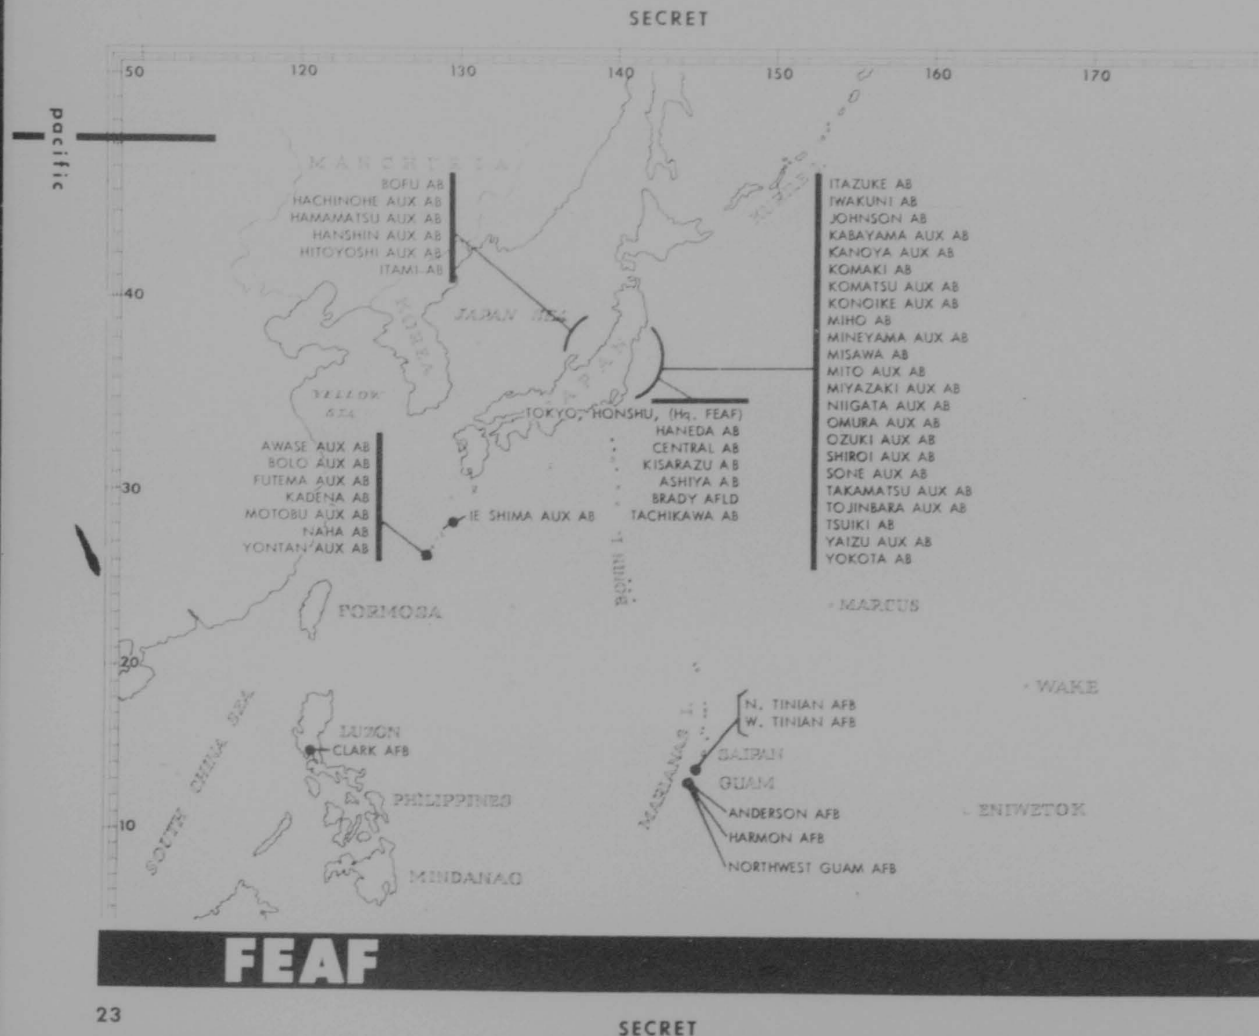 SECRET
50 120 130 140 150 160 170
pacific
MANCHURIA
BOFU AB
HACHINOHE AUX AB
HAMAMATSU AUX AB
HANSHIN AUX AB
HITOYOSHI AUX AB
ITAMI AB
KURILES
ITAZUKE AB
IWAKUNI AB
JOHNSON AB
KABAYAMA AUX AB
KANOYA AUX AB
KOMAKI AB
KOMATSU AUX AB
KONOIKE AUX AB
MIHO AB
MINEYAMA AUX AB
MISAWA AB
MITO AUX AB
MIYAZAKI AUX AB
NIIGATA AUX AB
OMURA AUX AB
OZUKI AUX AB
SHIROI AUX AB
SONE AUX AB
TAKAMATSU AUX AB
TOJINBARA AUX AB
TSUIKI AB
YAIZU AUX AB
YOKOTA AB
40
KOREA
JAPAN SEA
JAPAN
YELLOW
SEA
TOKYO, HONSHU, (Hq. FEAF)
HANEDA AB
CENTRAL AB
KISARAZU AB
ASHIYA AB
BRADY AFLD
TACHIKAWA AB
AWASE AUX AB
BOLO AUX AB
FUTEMA AUX AB
KADENA AB
MOTOBU AUX AB
NAHA AB
YONTAN AUX AB
30
IE SHIMA AUX AB
BONIN I.
FORMOSA
MARCUS
20
WAKE
SOUTH CHINA SEA
LUZON
CLARK AFB
PHILIPPINES
MINDANAO
MARIANAS I.
N. TINIAN AFB
W. TINIAN AFB
SAIPAN
GUAM
ANDERSON AFB
HARMON AFB
NORTHWEST GUAM AFB
ENIWETOK
10
FEAF
23
SECRET